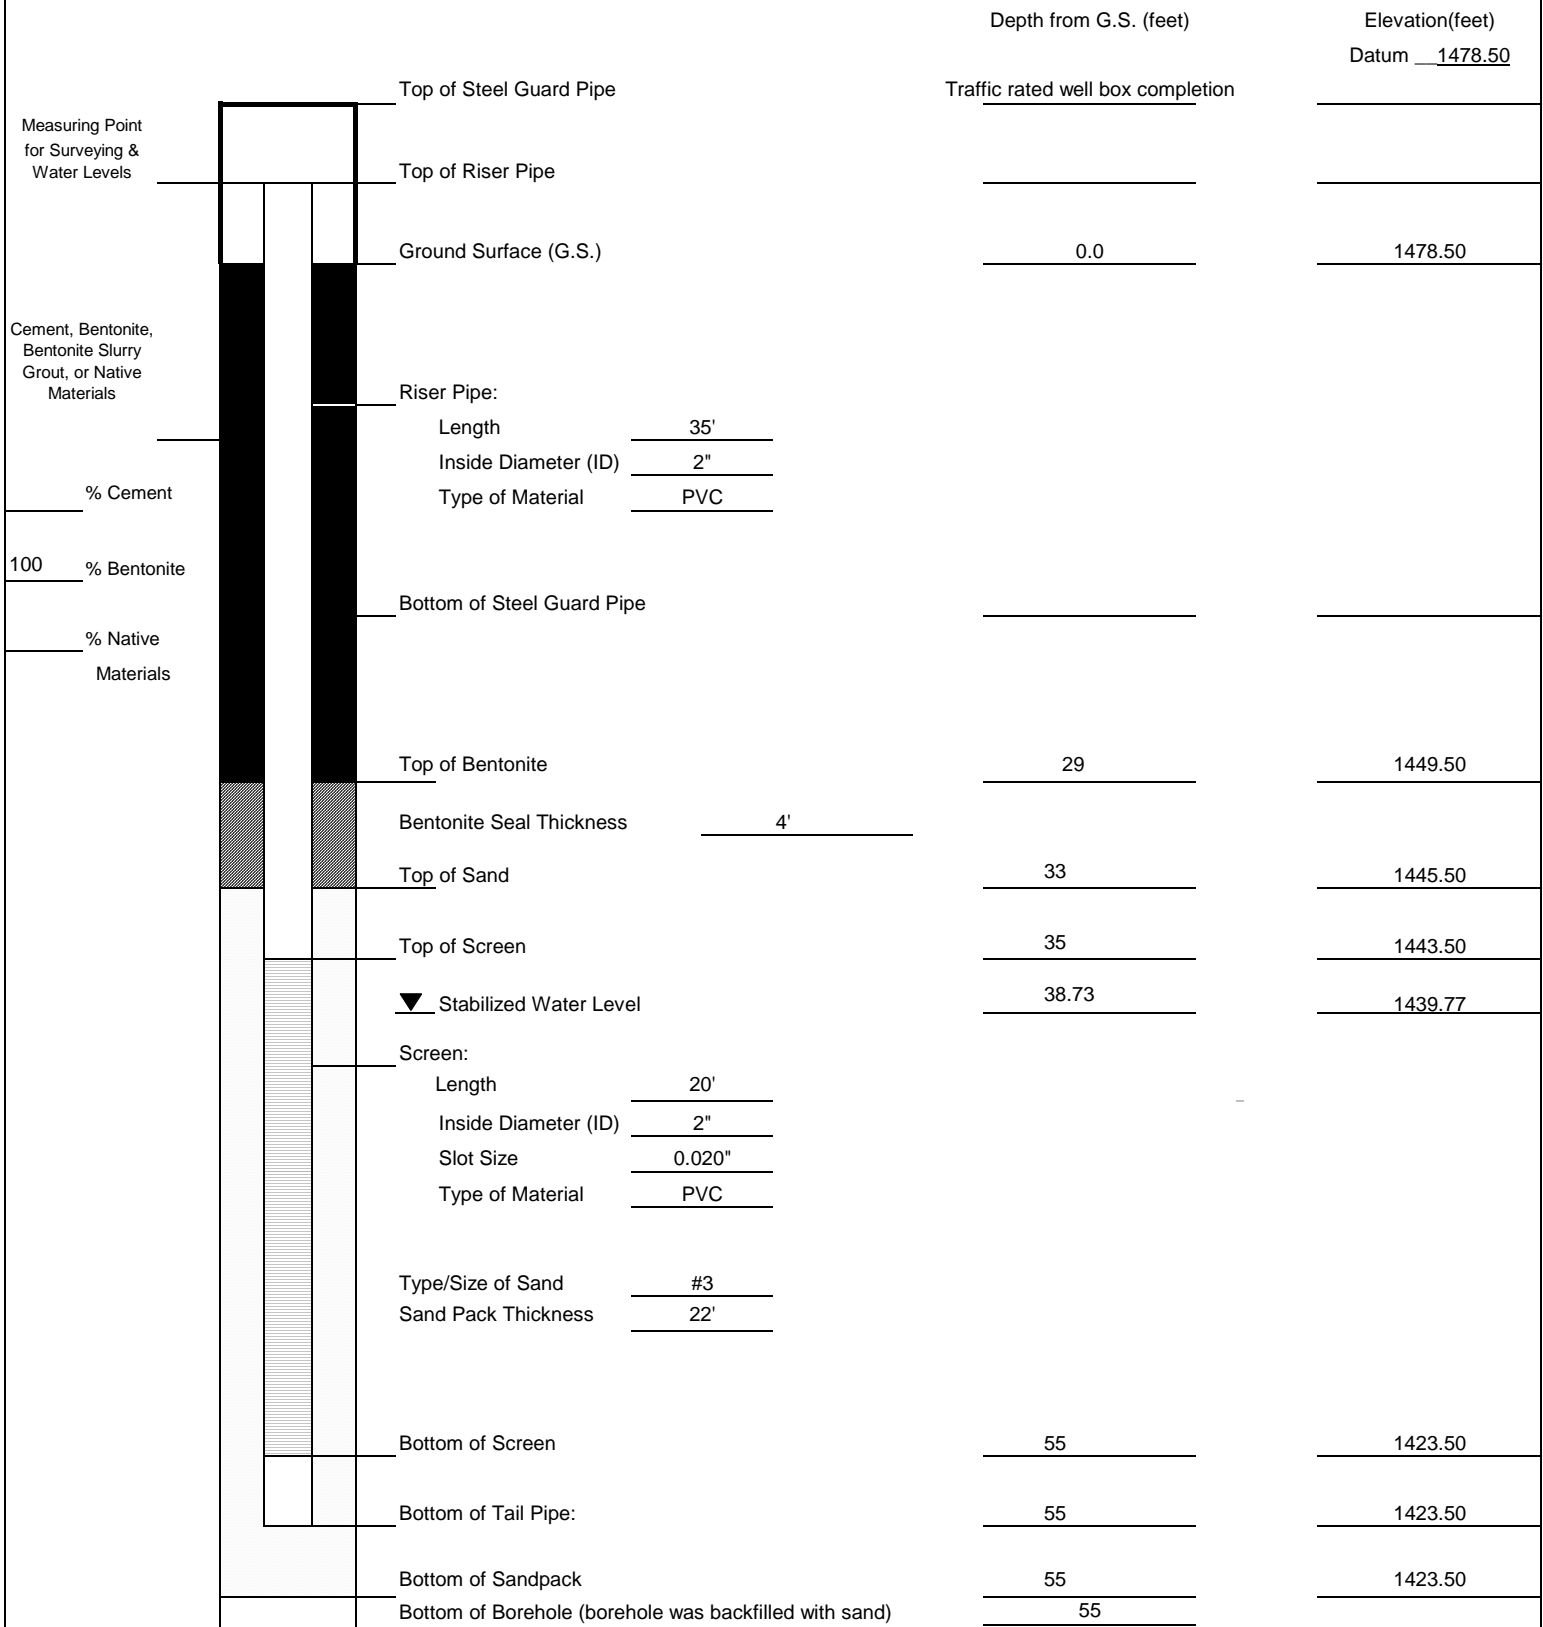 Depth from G.S. (feet) Elevation(feet)
Datum __1478.50
Top of Steel Guard Pipe Traffic rated well box completion
Measuring Point
for Surveying &
Water Levels
Top of Riser Pipe
Ground Surface (G.S.) 0.0 1478.50
Cement, Bentonite,
Bentonite Slurry
Grout, or Native
Materials
Riser Pipe:
Length 35'
Inside Diameter (ID) 2"
Type of Material PVC
% Cement
100 % Bentonite
% Native
Materials
Bottom of Steel Guard Pipe
Top of Bentonite 29 1449.50
Bentonite Seal Thickness 4'
Top of Sand 33 1445.50
Top of Screen 35 1443.50
Stabilized Water Level 38.73 1439.77
Screen:
Length 20'
Inside Diameter (ID) 2"
Slot Size 0.020"
Type of Material PVC
Type/Size of Sand #3
Sand Pack Thickness 22'
Bottom of Screen 55 1423.50
Bottom of Tail Pipe: 55 1423.50
Bottom of Sandpack 55 1423.50
Bottom of Borehole (borehole was backfilled with sand) 55